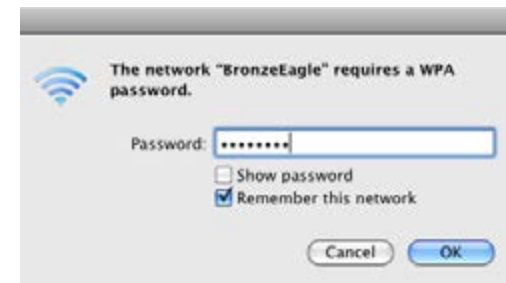 The network "BronzeEagle" requires a WPA
password.
Password: ••••••••
Show password
Remember this network
Cancel OK